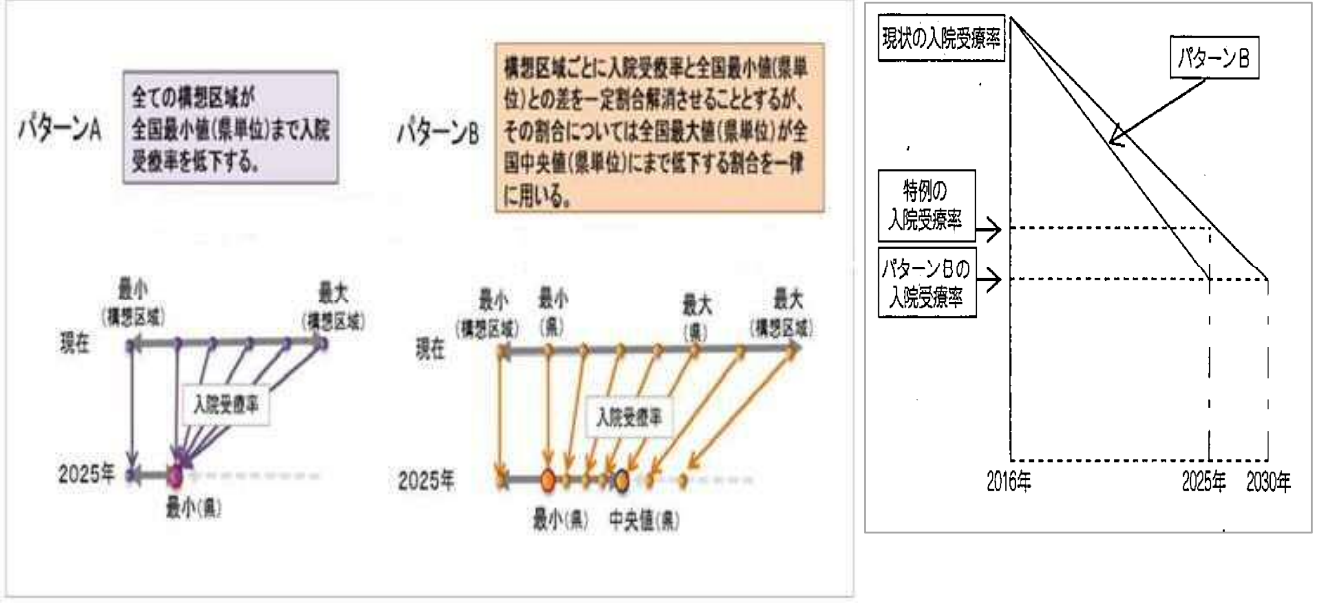 パターンA
全ての構想区域が
全国最小値(県単位)まで入院
受療率を低下する。
最小
(構想区域)
最大
(構想区域)
現在
入院受療率
2025年
最小(県)
パターンB
構想区域ごとに入院受療率と全国最小値(県単
位)との差を一定割合解消させることとするが、
その割合については全国最大値(県単位)が全
国中央値(県単位)にまで低下する割合を一律
に用いる。
最小
(構想区域)
最小
(県)
最大
(県)
最大
(構想区域)
現在
入院受療率
2025年
最小(県)
中央値(県)
現状の入院受療率
パターンB
特例の
入院受療率
パターンBの
入院受療率
2016年
2025年
2030年